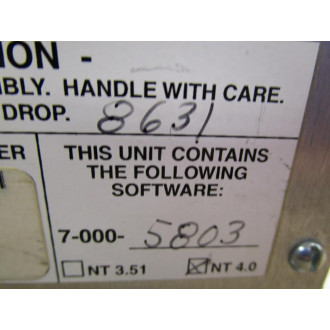 ION -
MBLY. HANDLE WITH CARE.
DROP. 8631
ER
THIS UNIT CONTAINS
THE FOLLOWING
SOFTWARE:
7-000- 5803
NT 3.51 NT 4.0